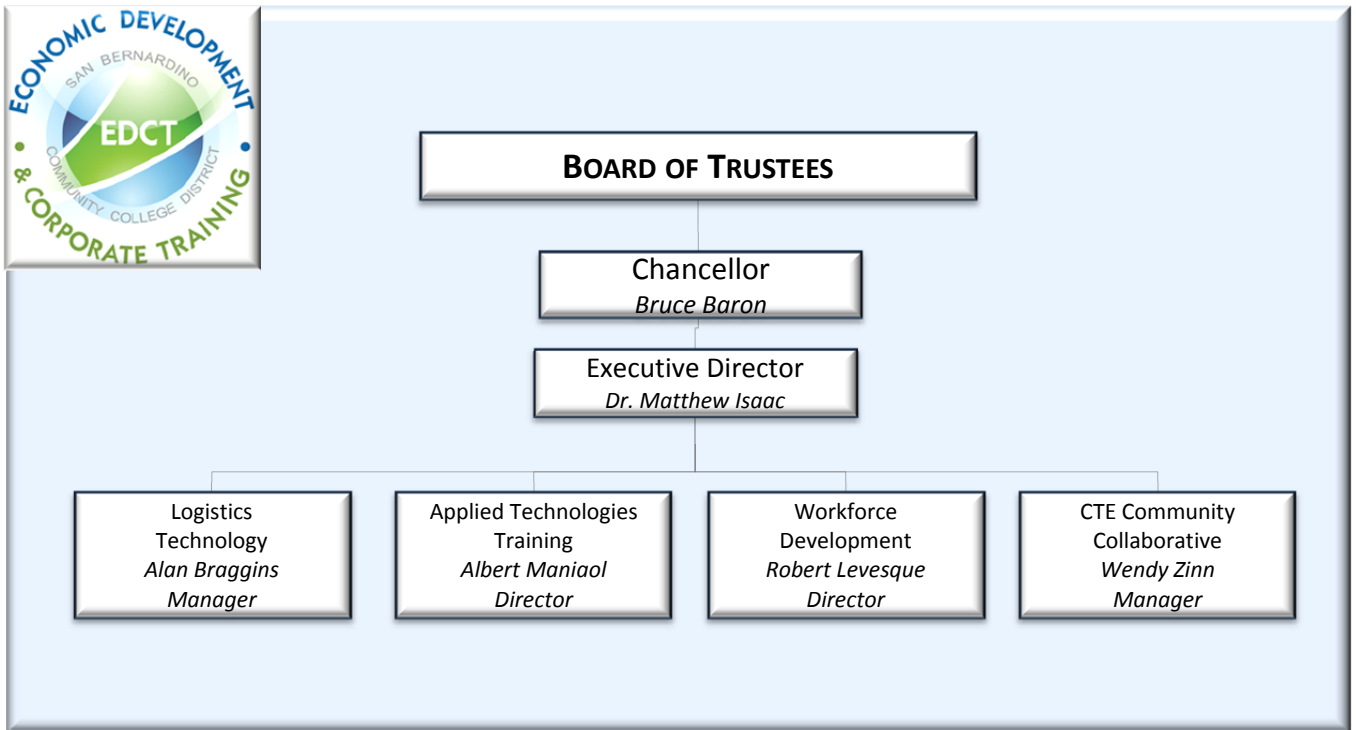 ECONOMIC DEVELOPMENT
SAN BERNARDINO
EDCT
COMMUNITY COLLEGE DISTRICT
& CORPORATE TRAINING
BOARD OF TRUSTEES
Chancellor
Bruce Baron
Executive Director
Dr. Matthew Isaac
Logistics
Technology
Alan Braggins
Manager
Applied Technologies
Training
Albert Maniaol
Director
Workforce
Development
Robert Levesque
Director
CTE Community
Collaborative
Wendy Zinn
Manager